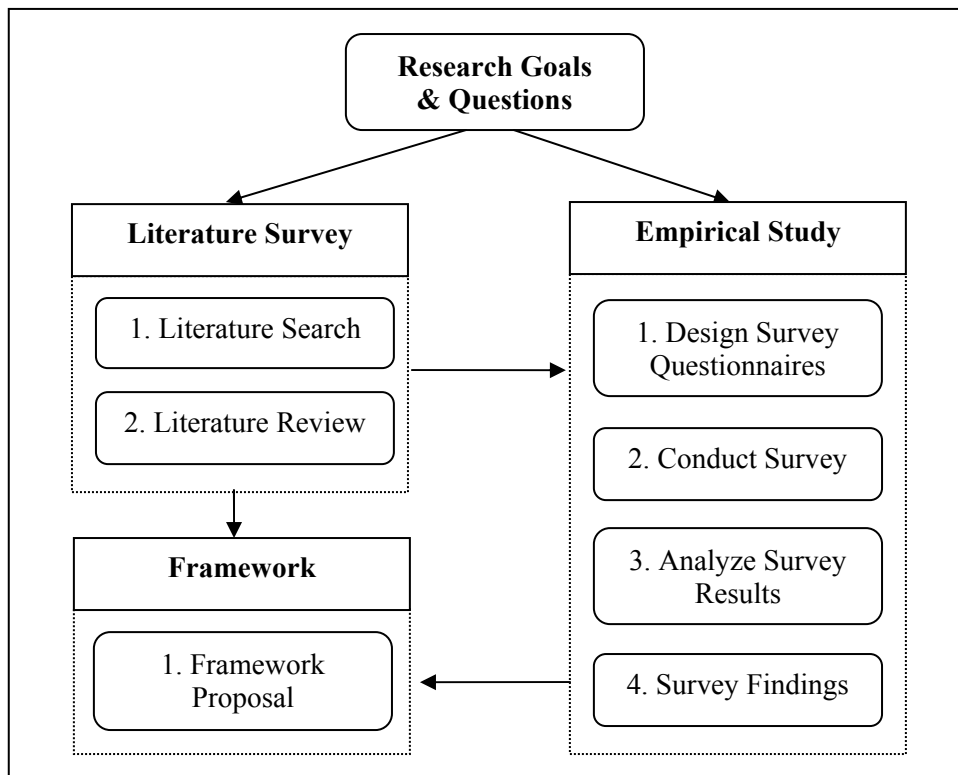 Research Goals
& Questions
Literature Survey
1. Literature Search
2. Literature Review
Framework
1. Framework
Proposal
Empirical Study
1. Design Survey
Questionnaires
2. Conduct Survey
3. Analyze Survey
Results
4. Survey Findings